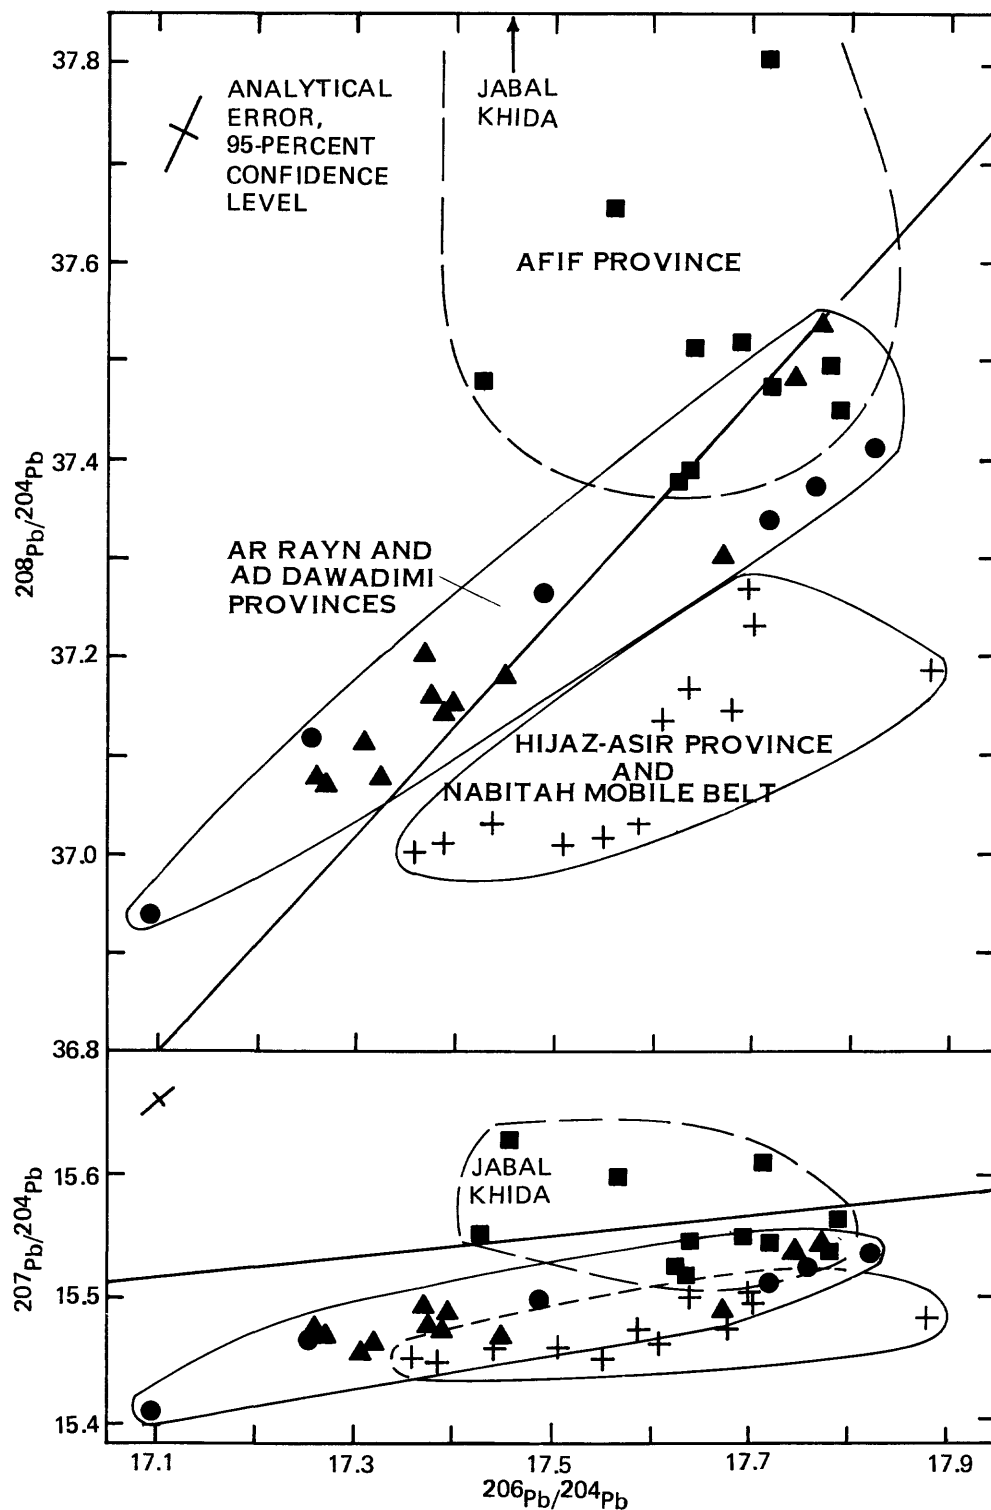 37.8
37.6
37.4
37.2
37.0
36.8
208Pb/204Pb
ANALYTICAL
ERROR,
95-PERCENT
CONFIDENCE
LEVEL
JABAL
KHIDA
AFIF PROVINCE
AR RAYN AND
AD DAWADIMI
PROVINCES
HIJAZ-ASIR PROVINCE
AND
NABITAH MOBILE BELT
15.6
15.5
15.4
207Pb/204Pb
JABAL
KHIDA
17.1 17.3 17.5 17.7 17.9
206Pb/204Pb